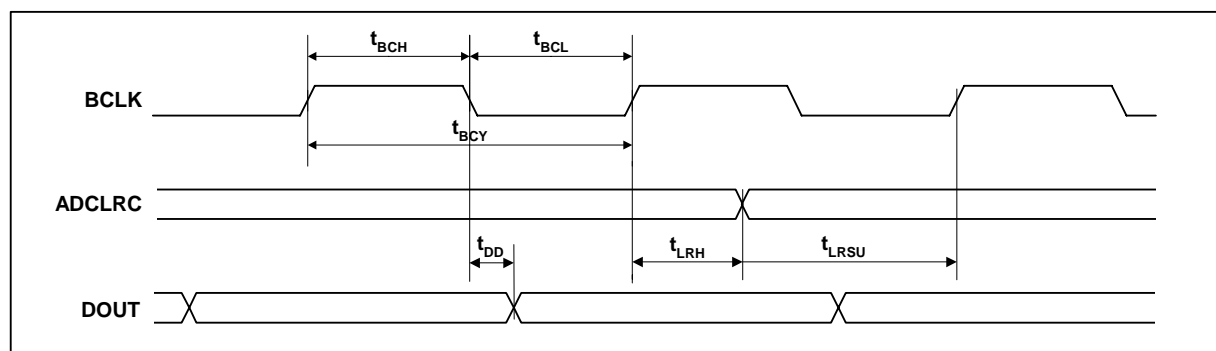 tBCH
tBCL
BCLK
tBCY
ADCLRC
tDD
tLRH
tLRSU
DOUT